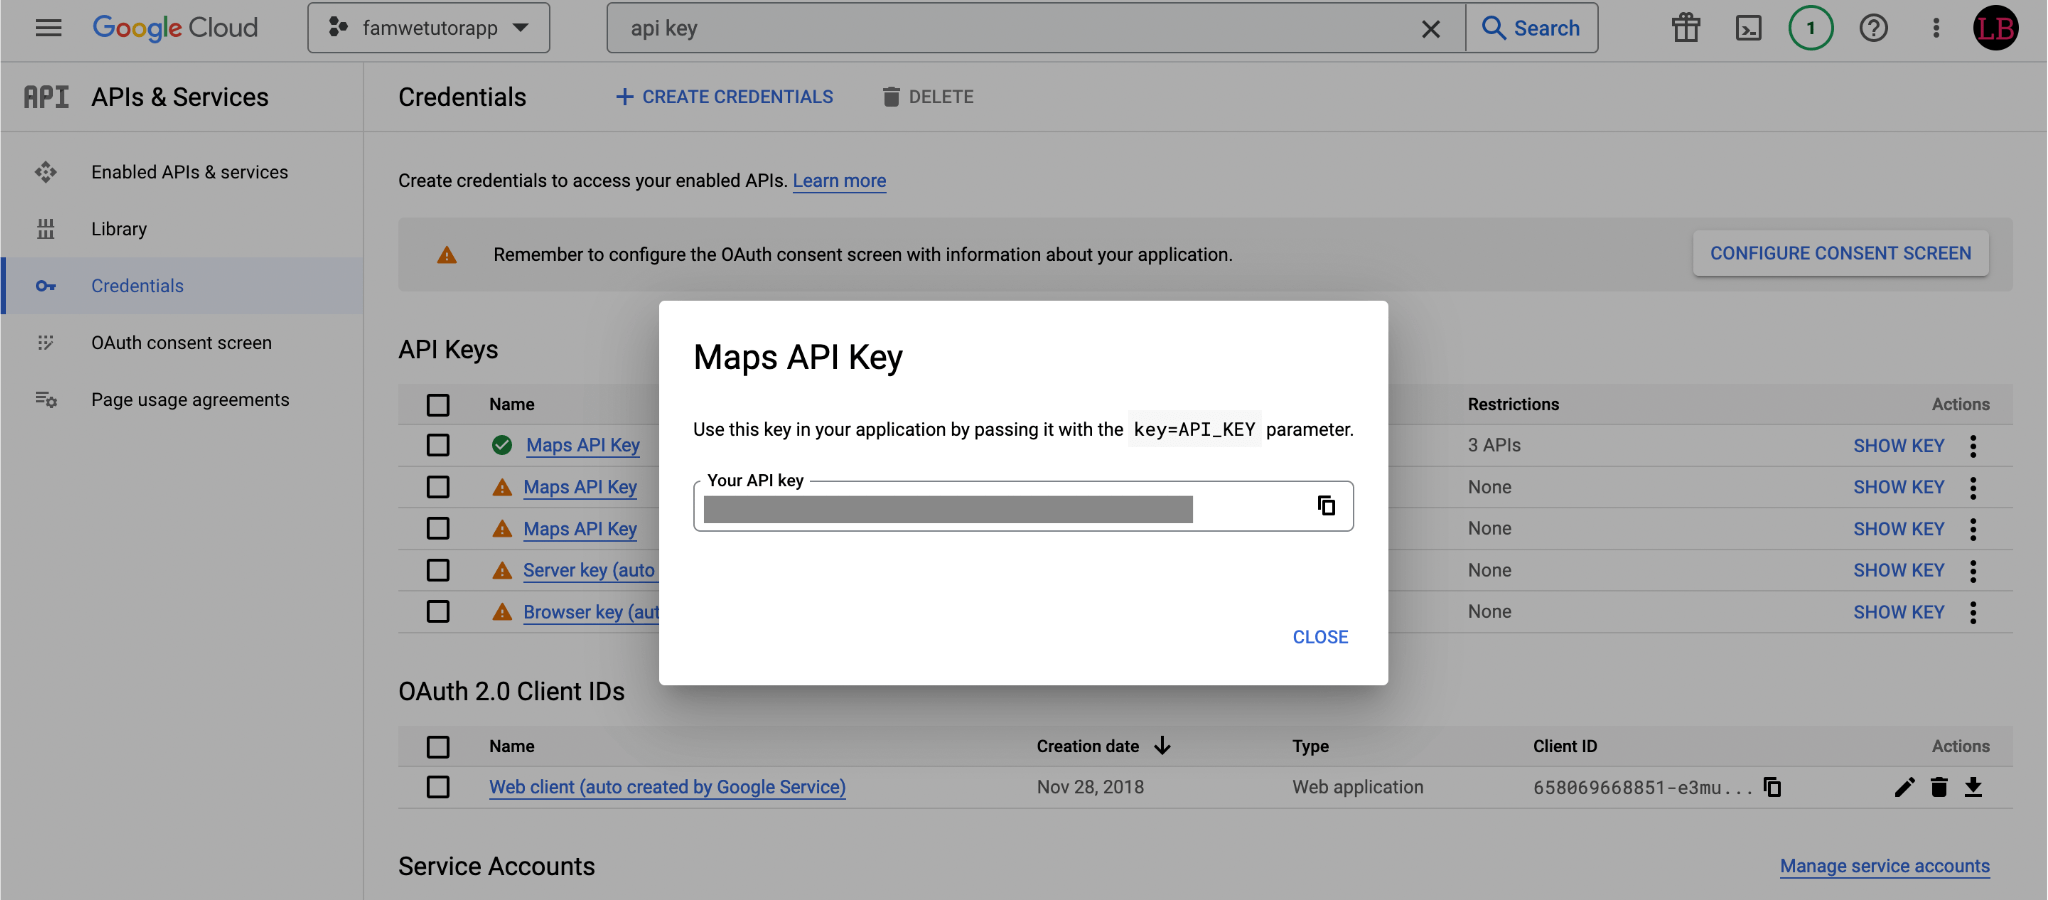 Google Cloud
famwetutorapp
api key
Search
1
LB
API APIs & Services
Credentials
+ CREATE CREDENTIALS
DELETE
Enabled APIs & services
Library
Credentials
OAuth consent screen
Page usage agreements
Create credentials to access your enabled APIs. Learn more
Remember to configure the OAuth consent screen with information about your application.
CONFIGURE CONSENT SCREEN
API Keys
Name Restrictions Actions
Maps API Key 3 APIs SHOW KEY
Maps API Key None SHOW KEY
Maps API Key None SHOW KEY
Server key (auto None SHOW KEY
Browser key (aut None SHOW KEY
Maps API Key
Use this key in your application by passing it with the key=API_KEY parameter.
Your API key
CLOSE
OAuth 2.0 Client IDs
Name Creation date Type Client ID Actions
Web client (auto created by Google Service) Nov 28, 2018 Web application 658069668851-e3mu...
Service Accounts
Manage service accounts